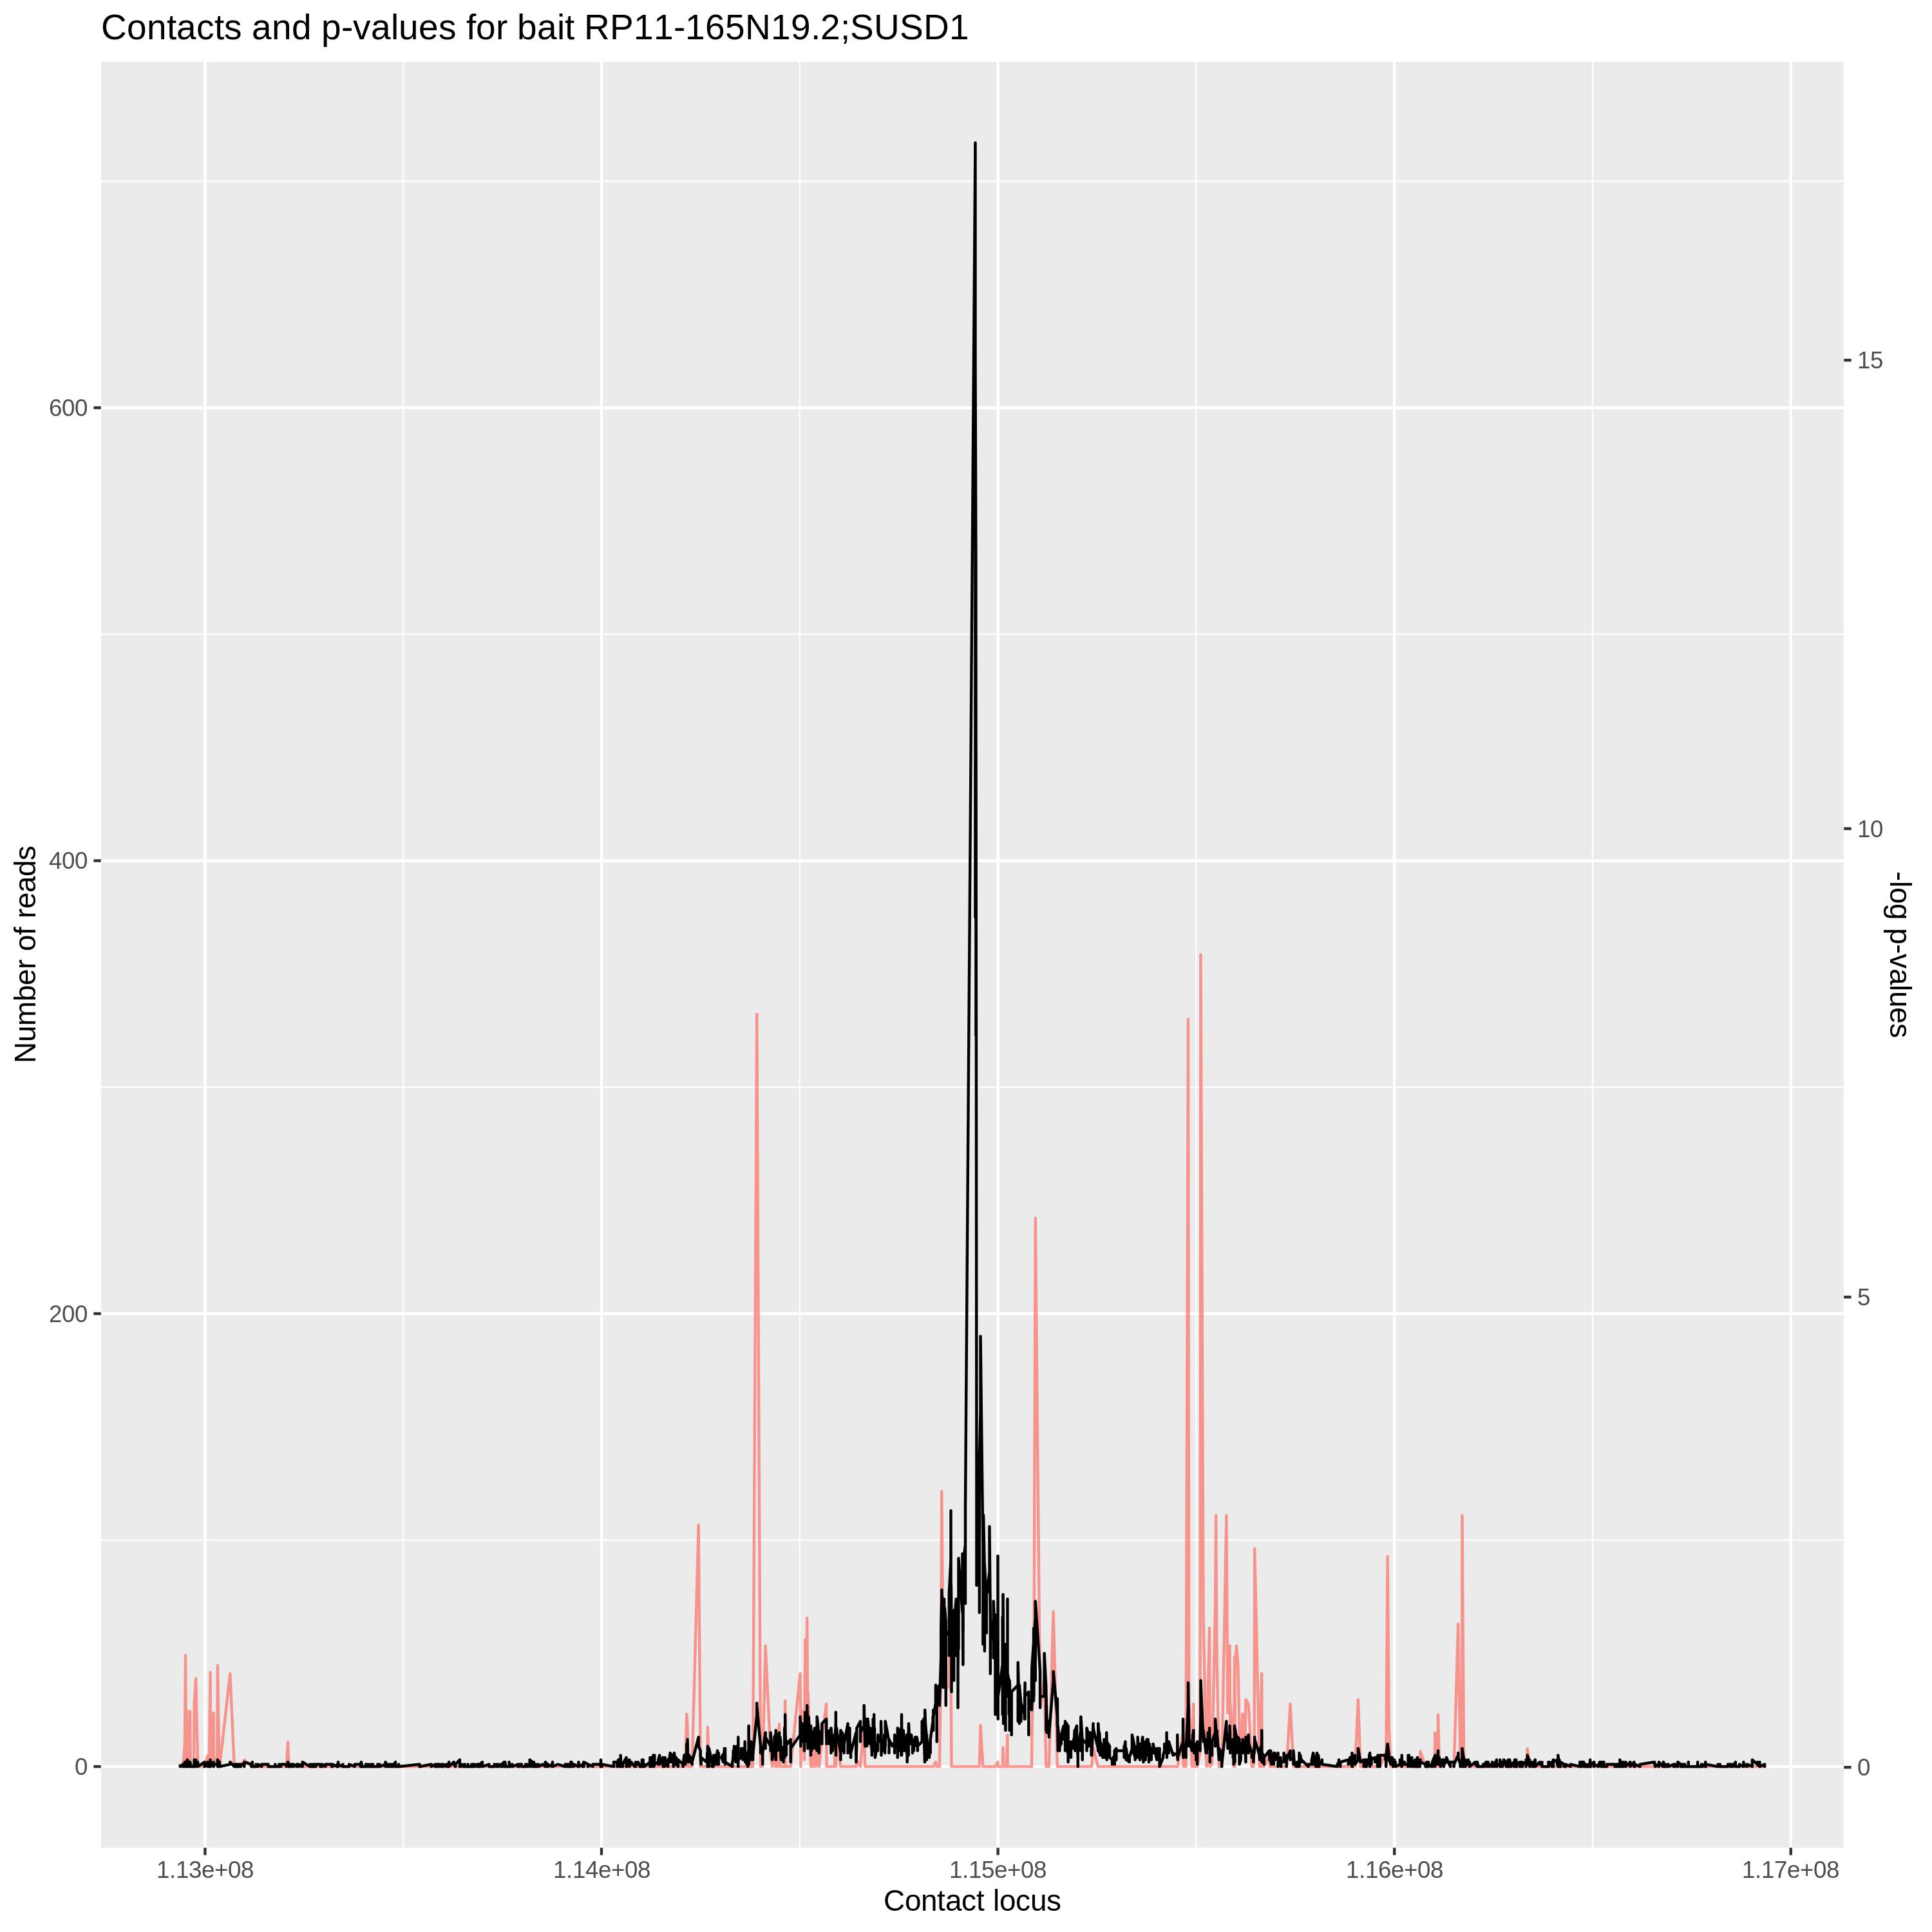 Contacts and p-values for bait RP11-165N19.2;SUSD1
Number of reads
600
400
200
0
15
10
5
0
-log p-values
1.13e+08
1.14e+08
1.15e+08
1.16e+08
1.17e+08
Contact locus